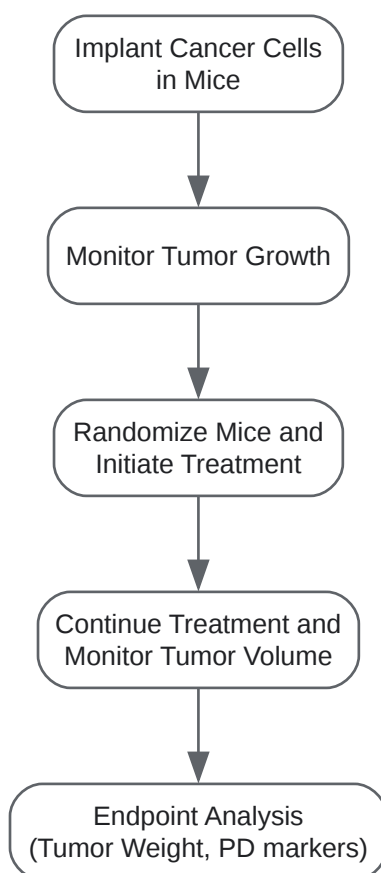 Implant Cancer Cells
in Mice
Monitor Tumor Growth
Randomize Mice and
Initiate Treatment
Continue Treatment and
Monitor Tumor Volume
Endpoint Analysis
(Tumor Weight, PD markers)